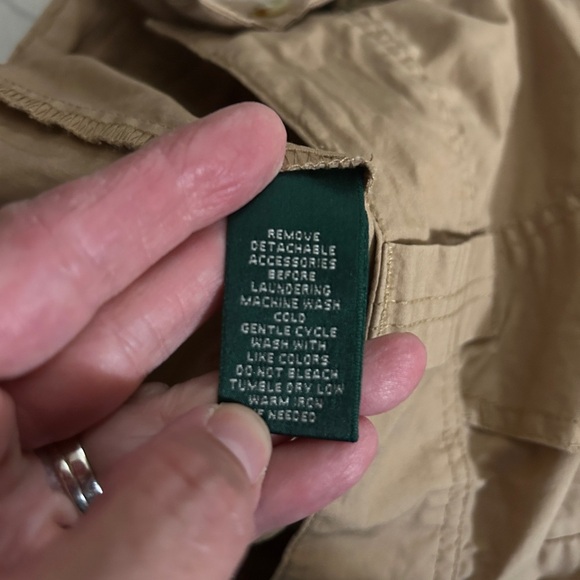 REMOVE
DETACHABLE
ACCESSORIES
BEFORE
LAUNDERING
MACHINE WASH
COLD
GENTLE CYCLE
WASH WITH
LIKE COLORS
DO NOT BLEACH
TUMBLE DRY LOW
WARM IRON
IF NEEDED